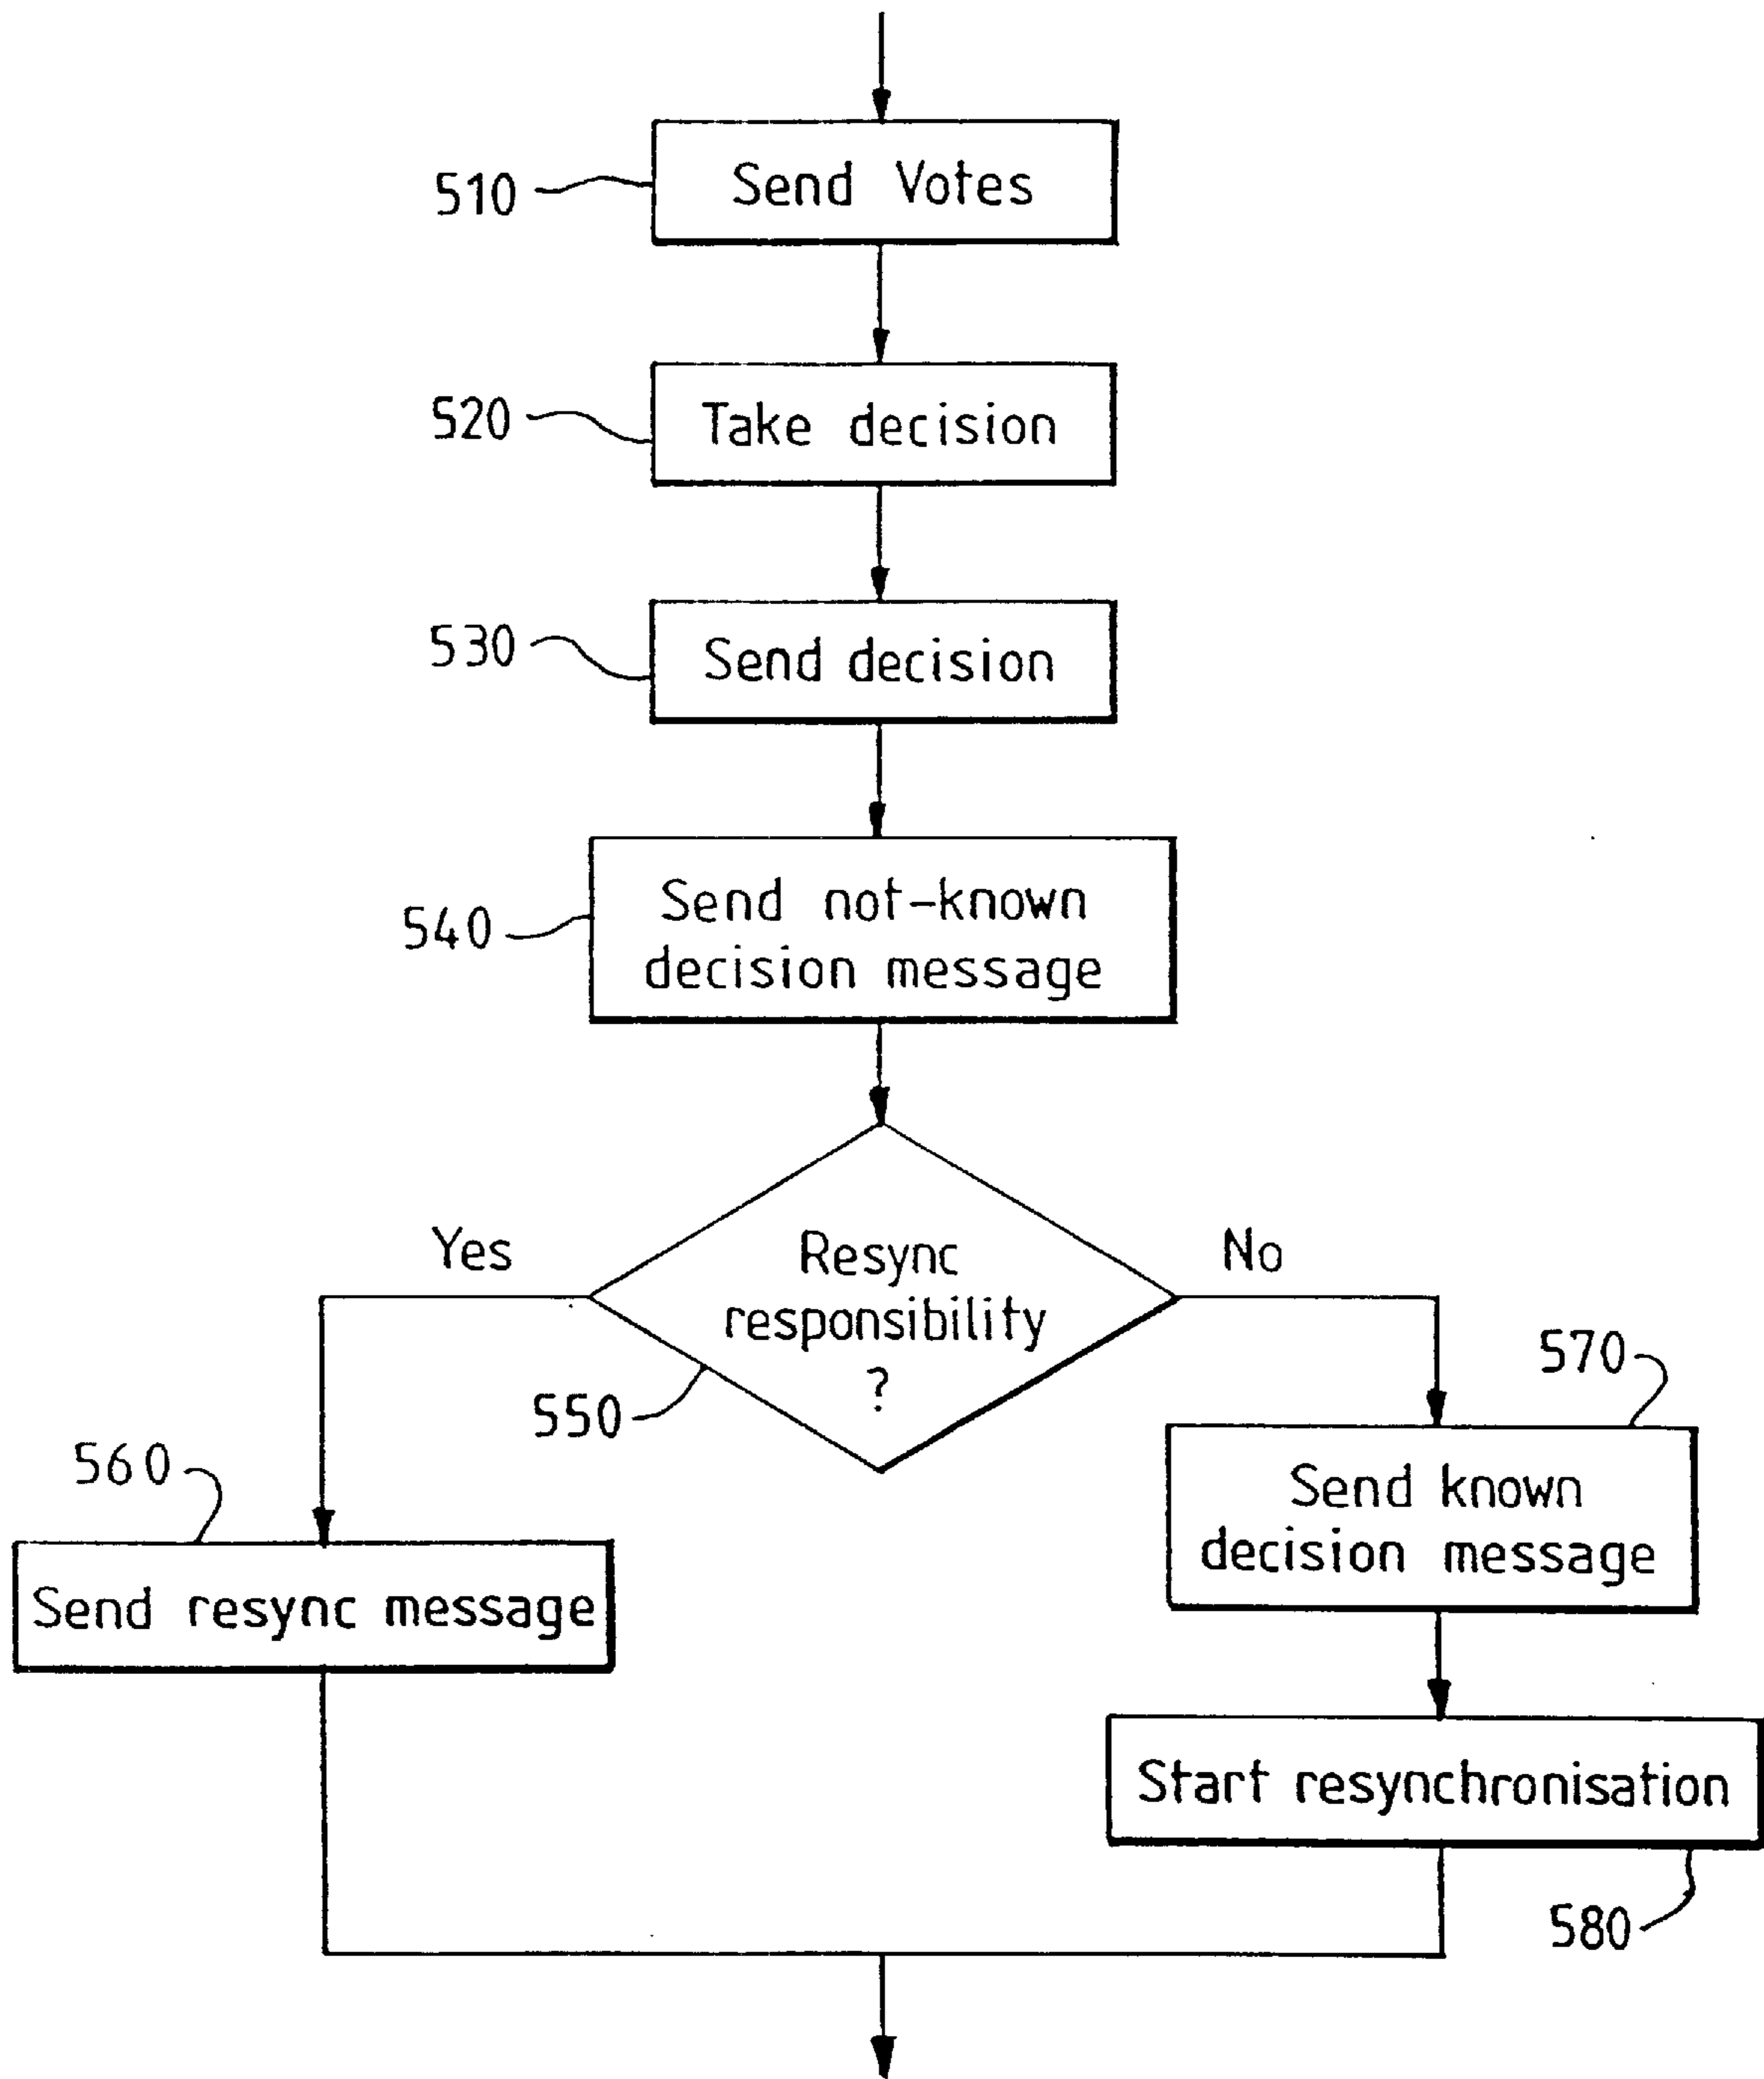 510
Send Votes
520
Take decision
530
Send decision
540
Send not-known
decision message
Yes
Resync
responsibility
?
No
550
560
Send resync message
570
Send known
decision message
Start resynchronisation
580